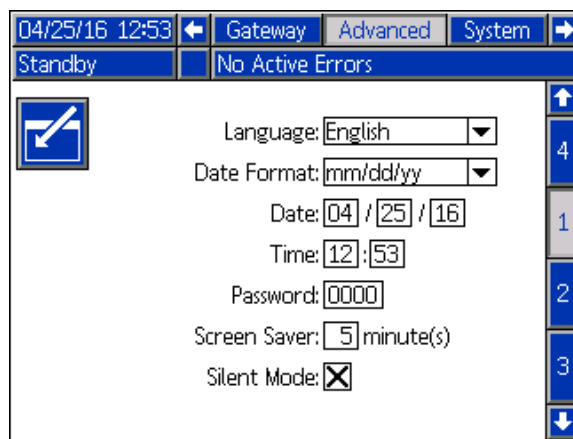 04/25/16 12:53 Gateway Advanced System
Standby No Active Errors
Language: English
Date Format: mm/dd/yy
Date: 04 / 25 / 16
Time: 12 : 53
Password: 0000
Screen Saver: 5 minute(s)
Silent Mode:
4
1
2
3